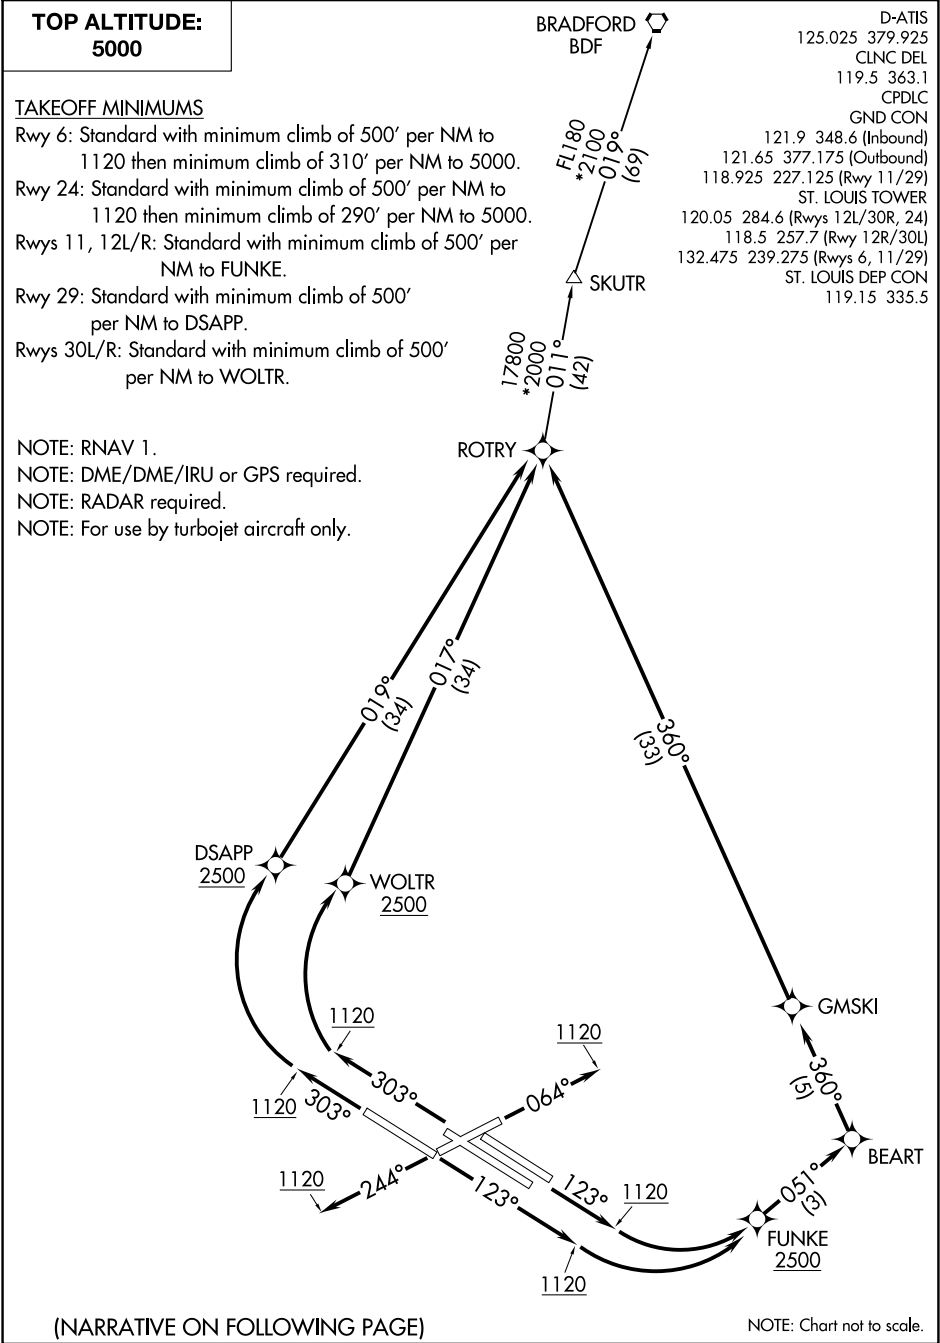 TOP ALTITUDE:
5000
TAKEOFF MINIMUMS
Rwy 6: Standard with minimum climb of 500' per NM to
1120 then minimum climb of 310' per NM to 5000.
Rwy 24: Standard with minimum climb of 500' per NM to
1120 then minimum climb of 290' per NM to 5000.
Rwys 11, 12L/R: Standard with minimum climb of 500' per
NM to FUNKE.
Rwy 29: Standard with minimum climb of 500'
per NM to DSAPP.
Rwys 30L/R: Standard with minimum climb of 500'
per NM to WOLTR.
NOTE: RNAV 1.
NOTE: DME/DME/IRU or GPS required.
NOTE: RADAR required.
NOTE: For use by turbojet aircraft only.
D-ATIS
125.025 379.925
CLNC DEL
119.5 363.1
CPDLC
GND CON
121.9 348.6 (Inbound)
121.65 377.175 (Outbound)
118.925 227.125 (Rwy 11/29)
ST. LOUIS TOWER
120.05 284.6 (Rwys 12L/30R, 24)
118.5 257.7 (Rwy 12R/30L)
132.475 239.275 (Rwys 6, 11/29)
ST. LOUIS DEP CON
119.15 335.5
BRADFORD
BDF
FL180
*2100
019°
(69)
SKUTR
17800
*2000
011°
(42)
ROTRY
019°
(34)
017°
(34)
360°
(33)
DSAPP
2500
WOLTR
2500
GMSKI
360°
(5)
BEART
051°
(3)
FUNKE
2500
1120
303°
1120
303°
1120
064°
1120
244°
123°
1120
123°
1120
(NARRATIVE ON FOLLOWING PAGE)
NOTE: Chart not to scale.